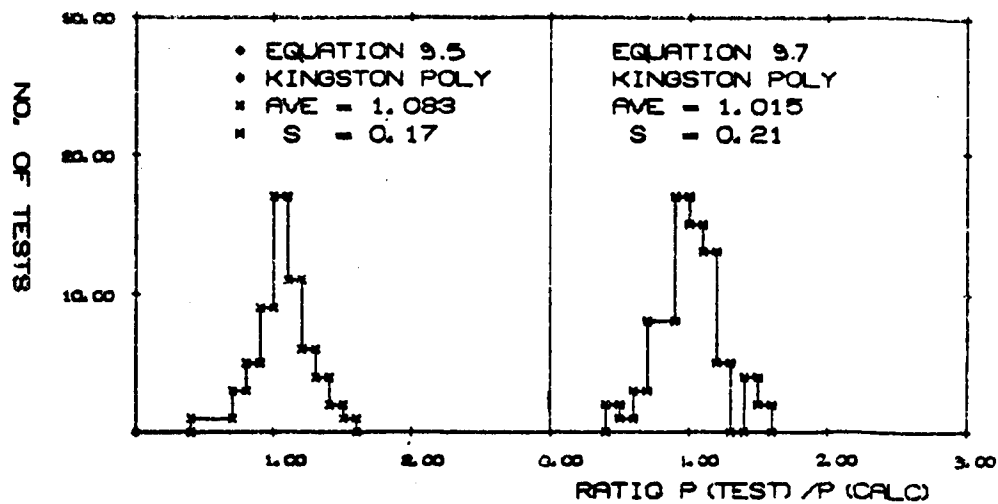 30.00
EQUATION 9.5
KINGSTON POLY
AVE = 1.083
S = 0.17
EQUATION 9.7
KINGSTON POLY
AVE = 1.015
S = 0.21
NO. OF TESTS
20.00
10.00
1.00
2.00
0.00
1.00
2.00
3.00
RATIO P (TEST) /P (CALC)